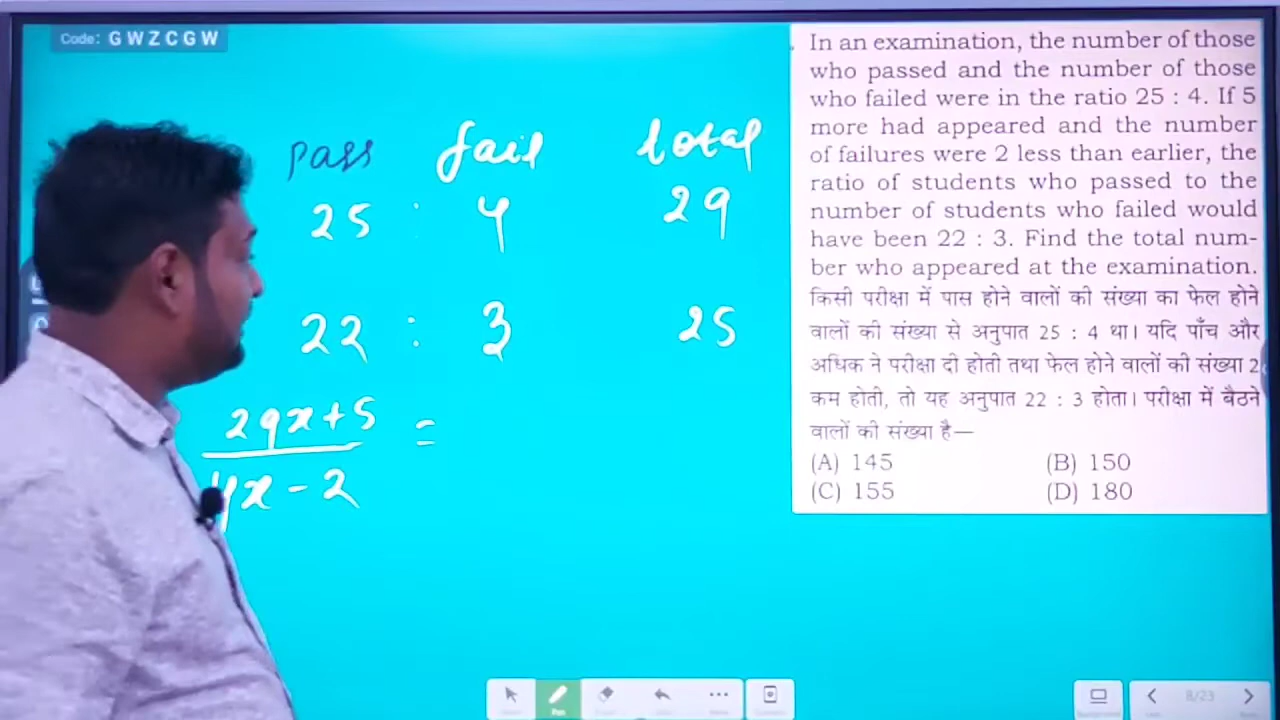 Code: GWZCGW
pass fail total
25 : 4 29
22 : 3 25
29x+5 =
4x-2
In an examination, the number of those
who passed and the number of those
who failed were in the ratio 25 : 4. If 5
more had appeared and the number
of failures were 2 less than earlier, the
ratio of students who passed to the
number of students who failed would
have been 22 : 3. Find the total num-
ber who appeared at the examination.
किसी परीक्षा में पास होने वालों की संख्या का फेल होने
वालों की संख्या से अनुपात 25 : 4 था। यदि पाँच और
अधिक ने परीक्षा दी होती तथा फेल होने वालों की संख्या 2
कम होती, तो यह अनुपात 22 : 3 होता। परीक्षा में बैठने
वालों की संख्या है—
(A) 145 (B) 150
(C) 155 (D) 180
Pen
8/23